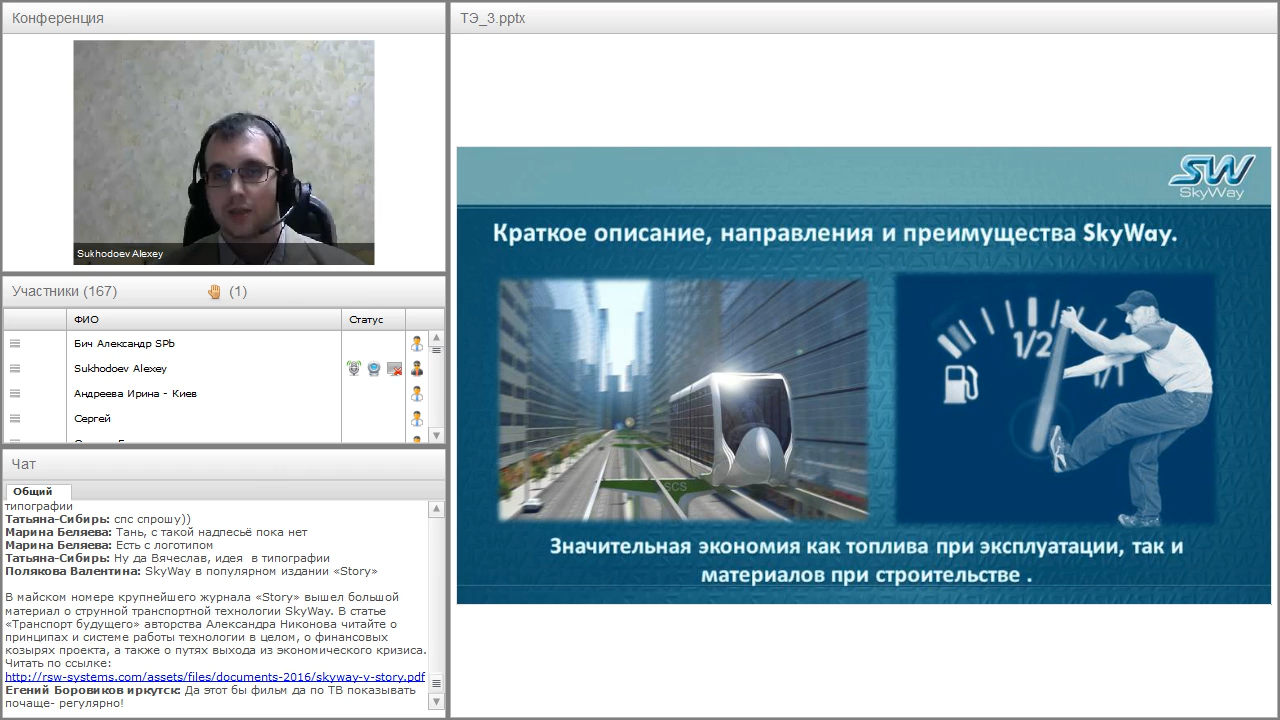 Конференция
Sukhodoev Alexey
Участники (167)
(1)
ФИО
Статус
Бич Александр SPb
Sukhodoev Alexey
Андреева Ирина - Киев
Сергей
Чат
Общий
типографии
Татьяна-Сибирь: спс спрошу))
Марина Беляева: Тань, с такой надпесьё пока нет
Марина Беляева: Есть с логотипом
Татьяна-Сибирь: Ну да Вячеслав, идея в типографии
Полякова Валентина: SkyWay в популярном издании «Story»
В майском номере крупнейшего журнала «Story» вышел большой
материал о струнной транспортной технологии SkyWay. В статье
«Транспорт будущего» авторства Александра Никонова читайте о
принципах и системе работы технологии в целом, о финансовых
козырях проекта, а также о путях выхода из экономического кризиса.
Читать по ссылке:
http://rsw-systems.com/assets/files/documents-2016/skyway-v-story.pdf
Егений Боровиков иркутск: Да этот бы фильм да по ТВ показывать
почаще- регулярно!
ТЭ_3.pptx
SW
SkyWay
Краткое описание, направления и преимущества SkyWay.
SCS
1/2
1/1
Значительная экономия как топлива при эксплуатации, так и
материалов при строительстве .